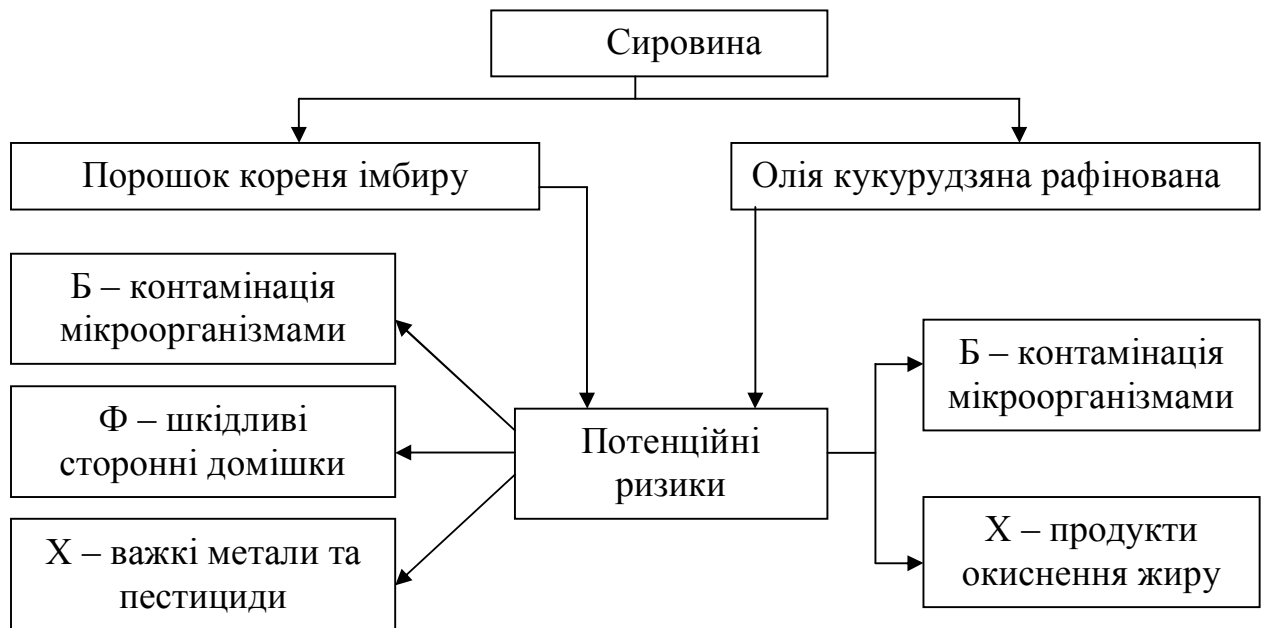 Сировина
Порошок кореня імбиру
Олія кукурудзяна рафінована
Б – контамінація
мікроорганізмами
Ф – шкідливі
сторонні домішки
Х – важкі метали та
пестициди
Потенційні
ризики
Б – контамінація
мікроорганізмами
Х – продукти
окиснення жиру